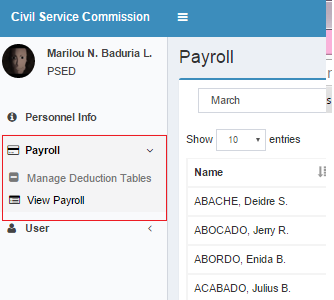 Civil Service Commission
Marilou N. Baduria L.
PSED
Personnel Info
Payroll
Manage Deduction Tables
View Payroll
User
Payroll
March
Show 10 entries
Name
ABACHE, Deidre S.
ABOCADO, Jerry R.
ABORDO, Enida B.
ACABADO, Julius B.